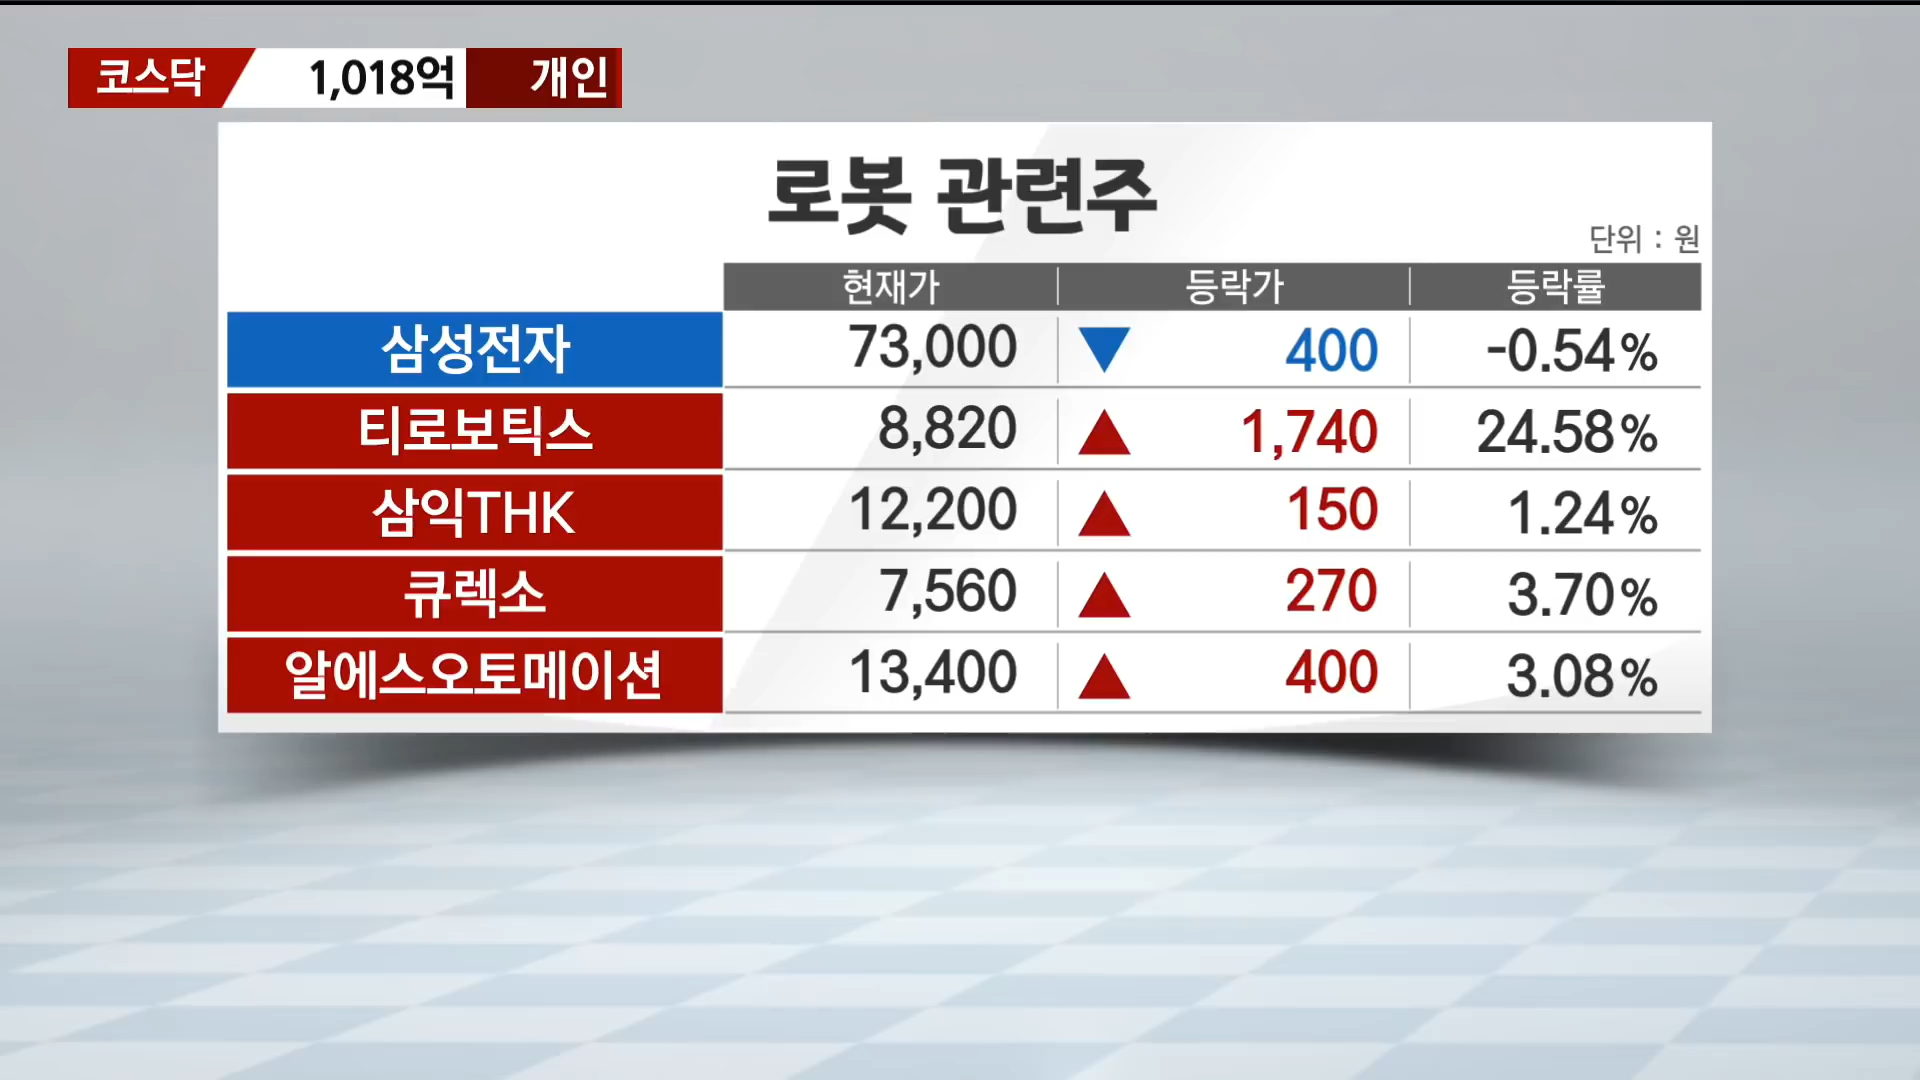 코스닥 1,018억 개인
로봇 관련주
단위 : 원
현재가 등락가 등락률
삼성전자 73,000 ▼ 400 -0.54%
티로보틱스 8,820 ▲ 1,740 24.58%
삼익THK 12,200 ▲ 150 1.24%
큐렉소 7,560 ▲ 270 3.70%
알에스오토메이션 13,400 ▲ 400 3.08%